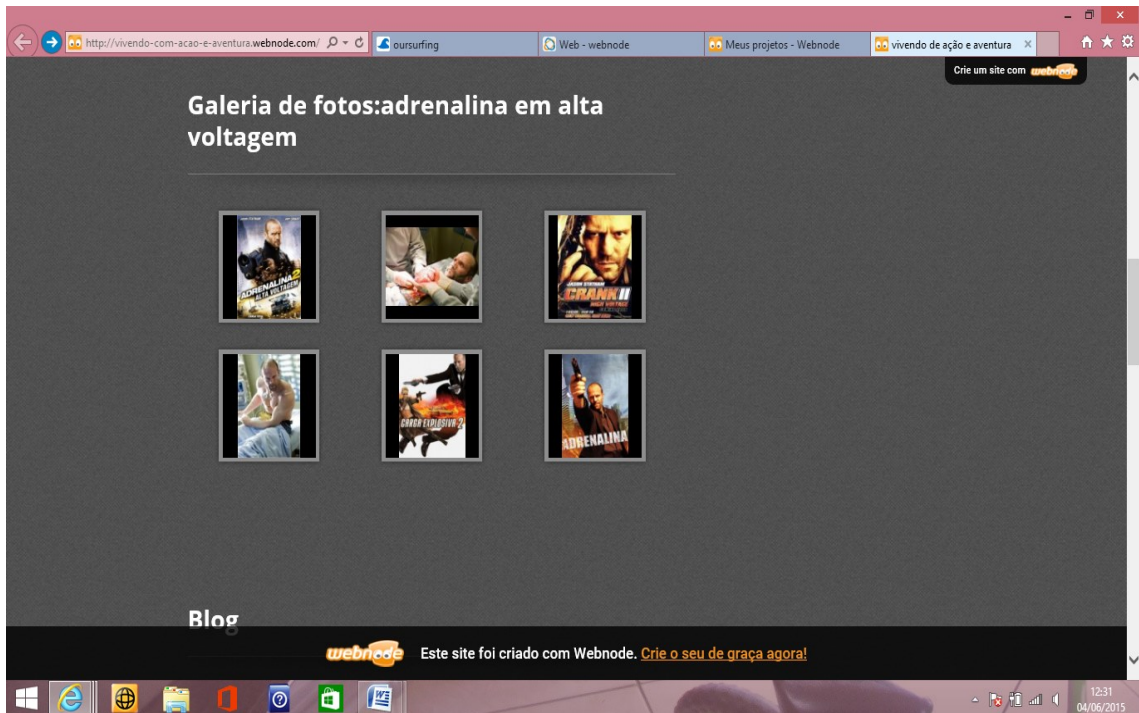 http://vivendo-com-acao-e-aventura.webnode.com/
oursurfing
Web - webnode
Meus projetos - Webnode
vivendo de ação e aventura
Crie um site com webnode
Galeria de fotos:adrenalina em alta
voltagem
ADRENALINA 2
ALTA VOLTAGEM
JASON STATHAM
CRANK II
HIGH VOLTAGE
CARGA EXPLOSIVA 2
ADRENALINA
Blog
webnode Este site foi criado com Webnode. Crie o seu de graça agora!
12:31
04/06/2015